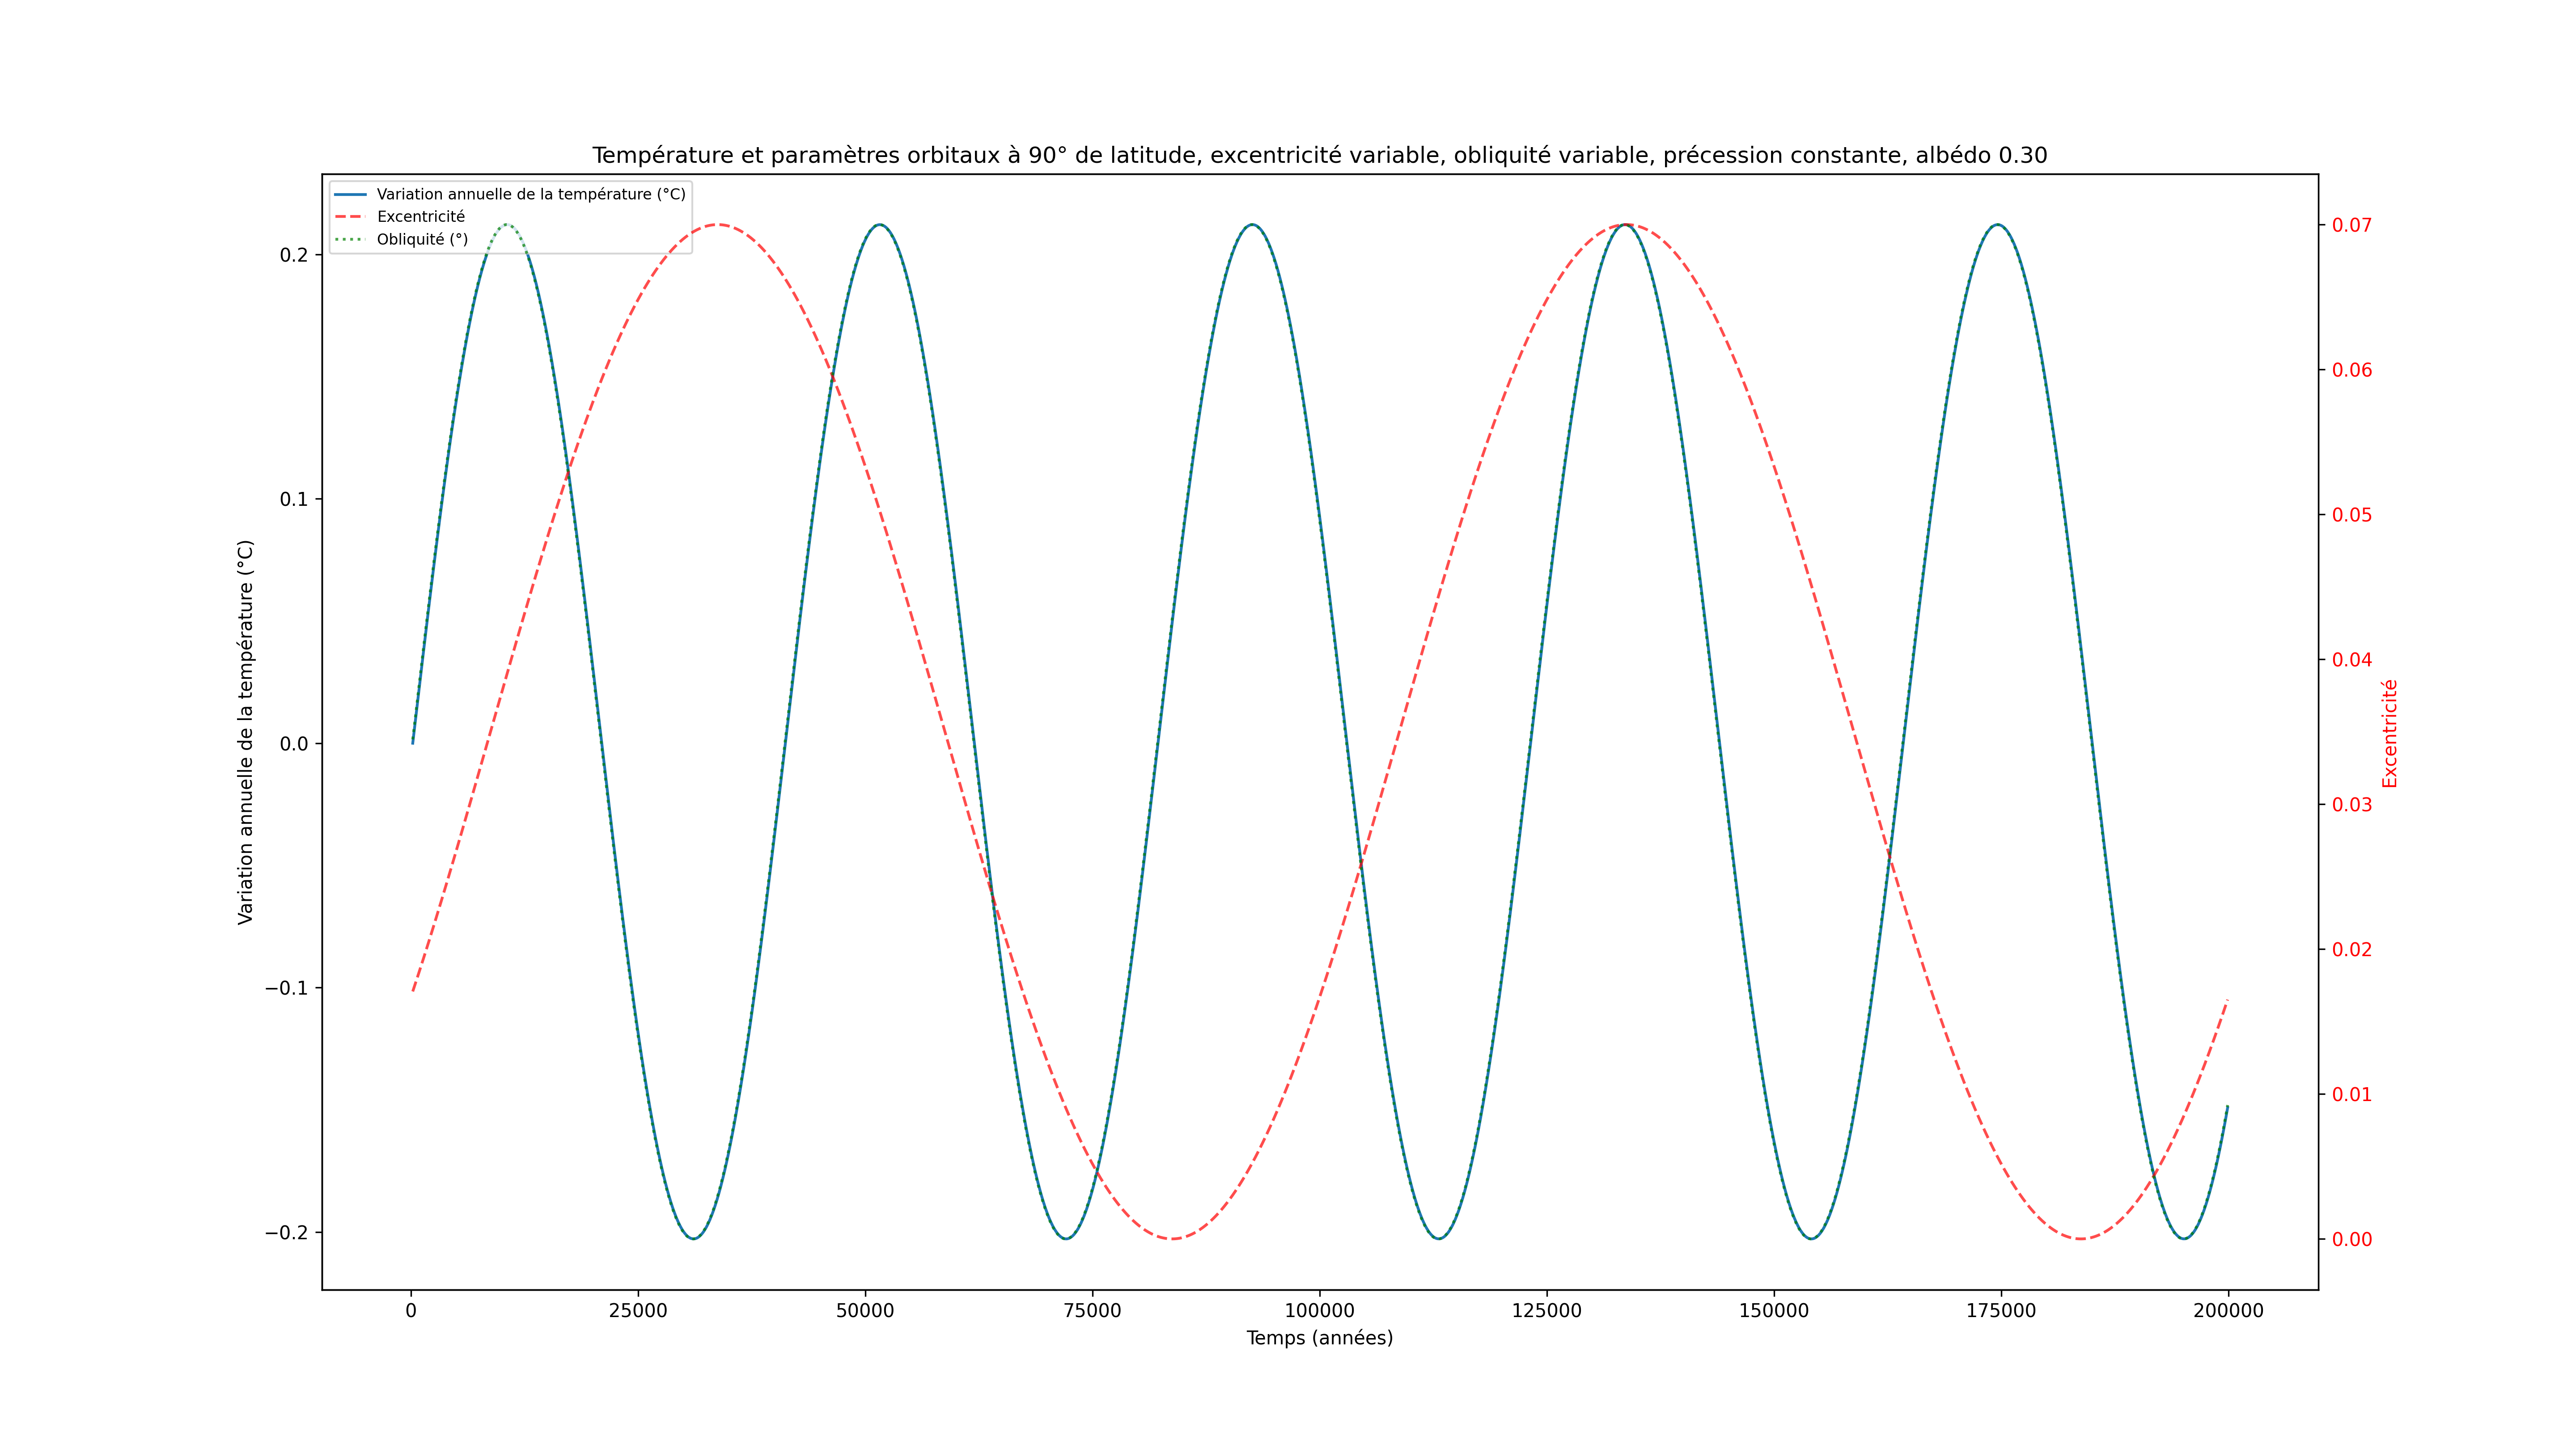 Température et paramètres orbitaux à 90° de latitude, excentricité variable, obliquité variable, précession constante, albédo 0.30
Variation annuelle de la température (°C)
Excentricité
Obliquité (°)
Variation annuelle de la température (°C)
0.2
0.1
0.0
−0.1
−0.2
0.07
0.06
0.05
0.04
0.03
0.02
0.01
0.00
Excentricité
0 25000 50000 75000 100000 125000 150000 175000 200000
Temps (années)